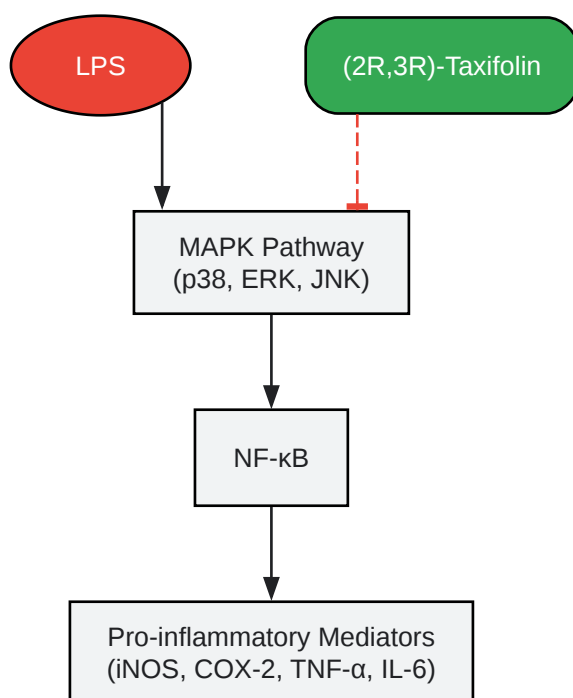 LPS
(2R,3R)-Taxifolin
MAPK Pathway
(p38, ERK, JNK)
NF-κB
Pro-inflammatory Mediators
(iNOS, COX-2, TNF-α, IL-6)